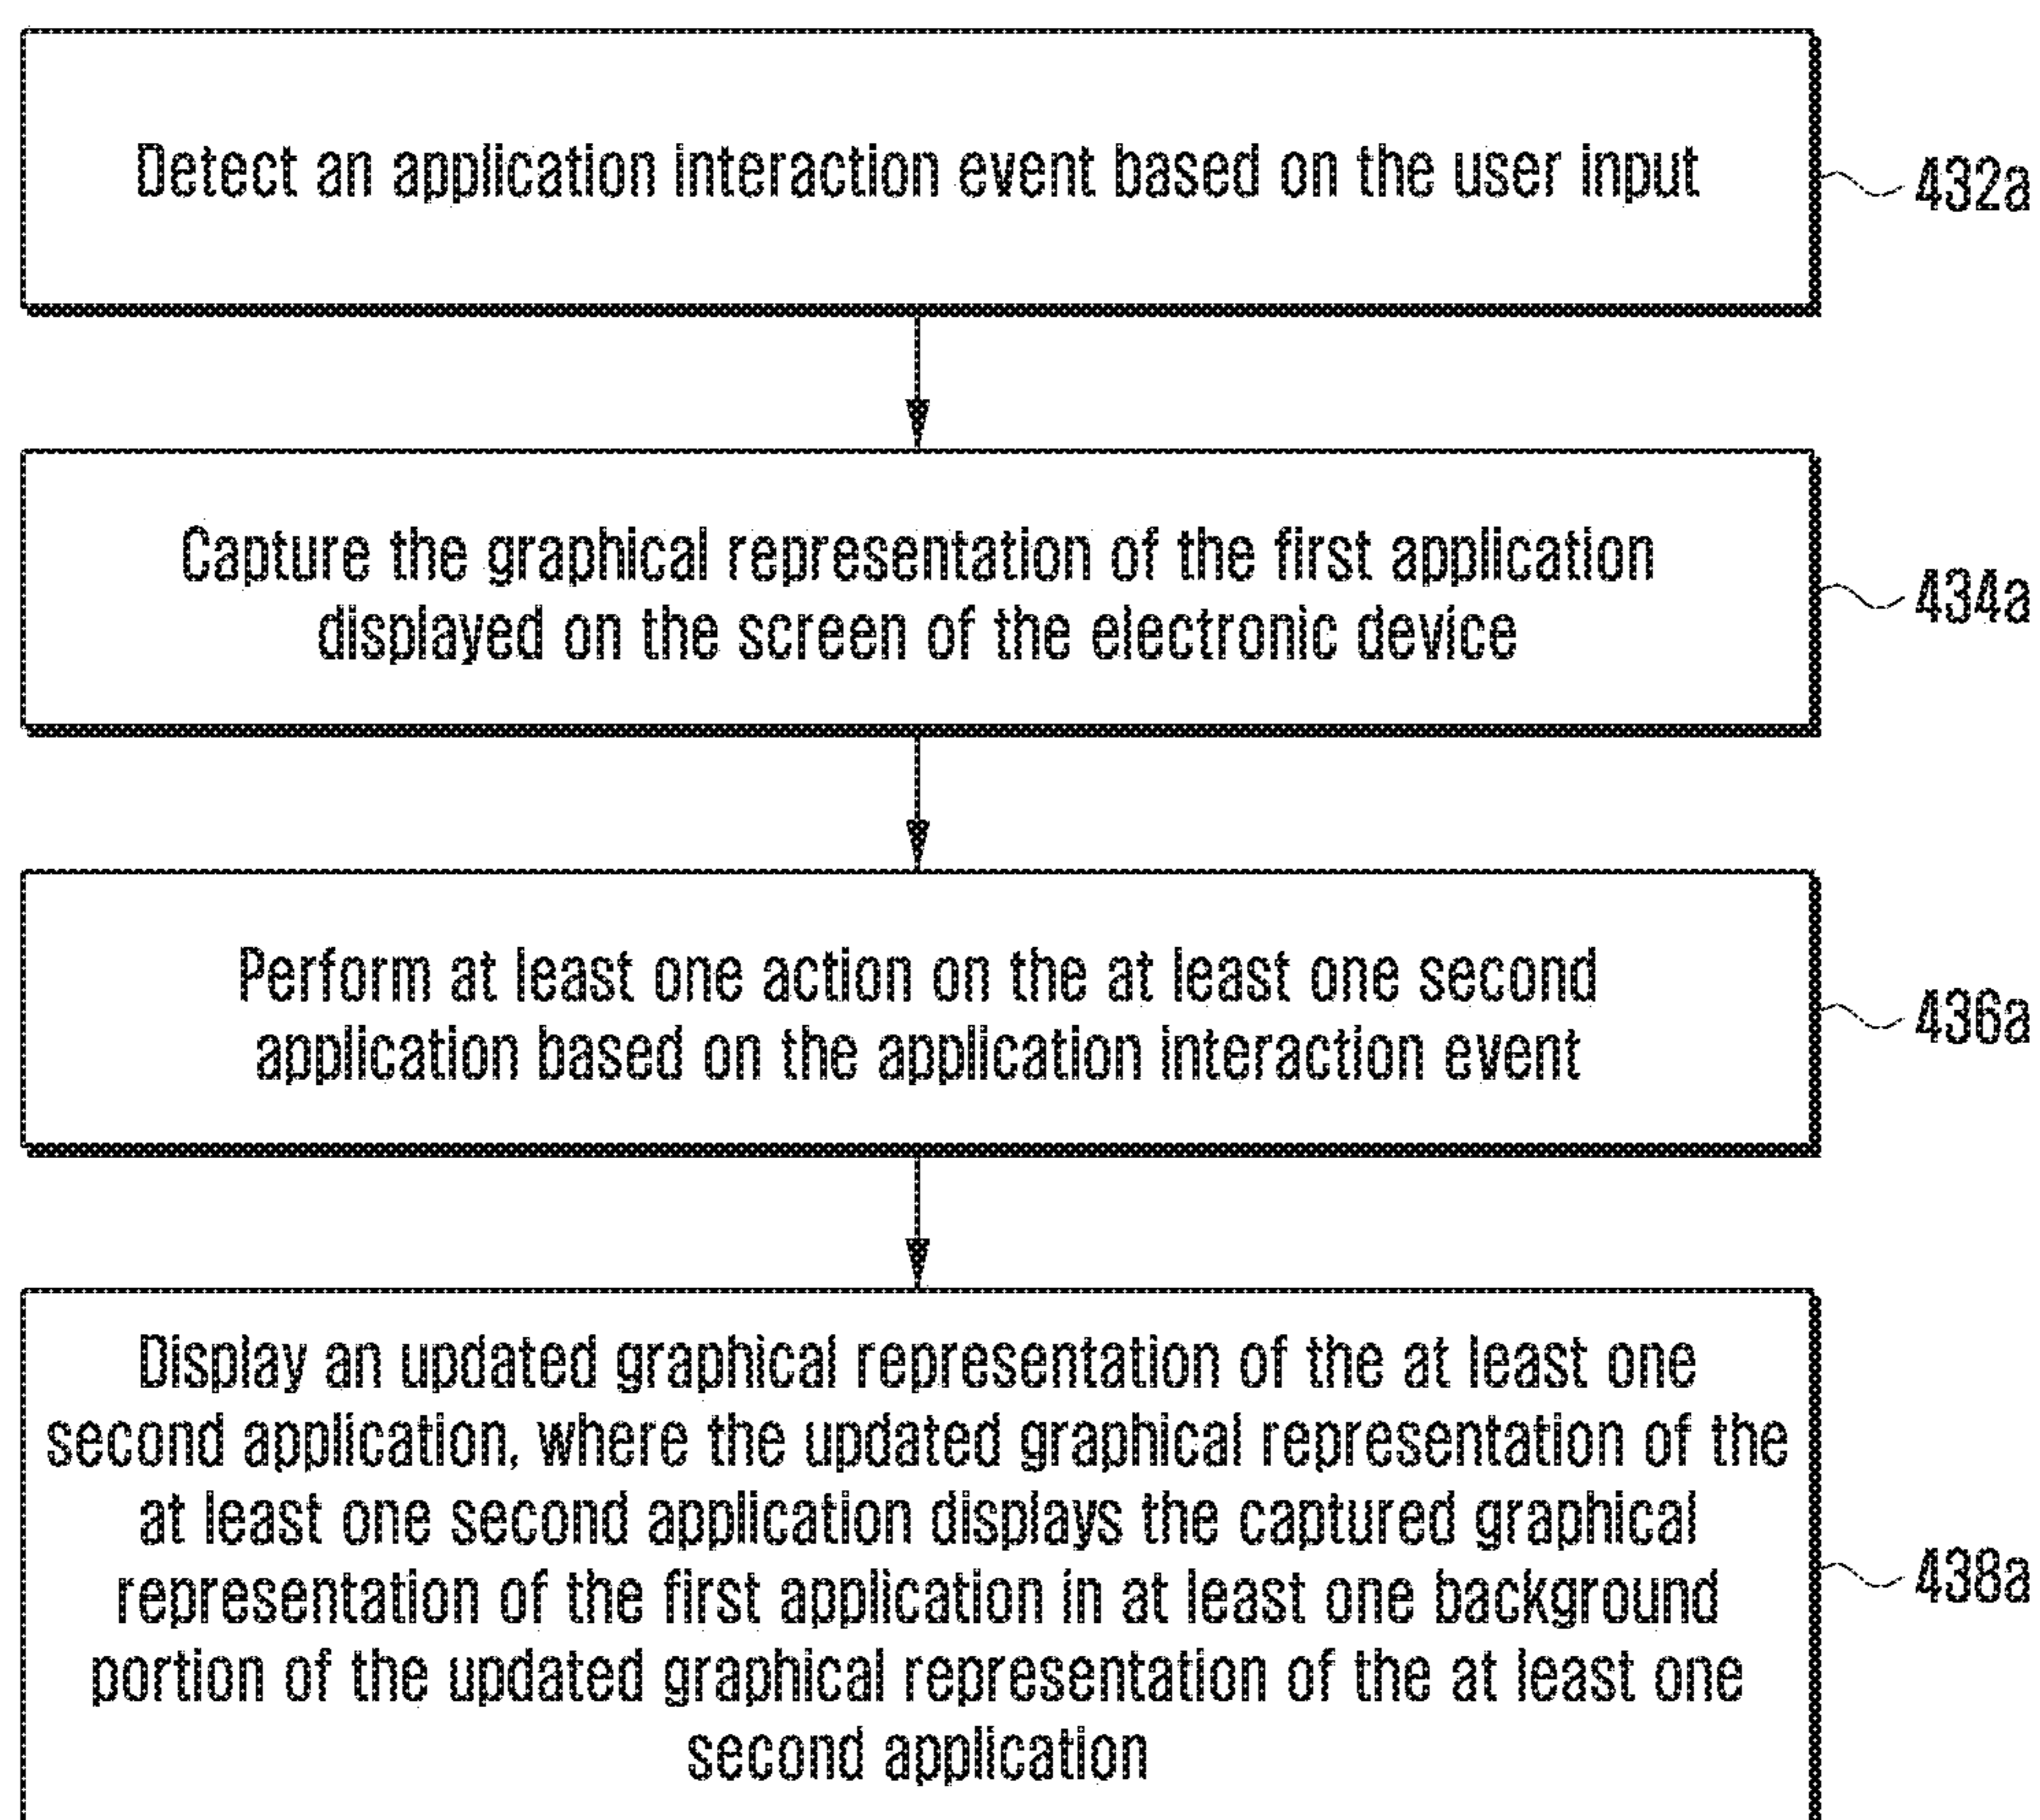 Detect an application interaction event based on the user input
432a
Capture the graphical representation of the first application
displayed on the screen of the electronic device
434a
Perform at least one action on the at least one second
application based on the application interaction event
436a
Display an updated graphical representation of the at least one
second application, where the updated graphical representation of the
at least one second application displays the captured graphical
representation of the first application in at least one background
portion of the updated graphical representation of the at least one
second application
438a